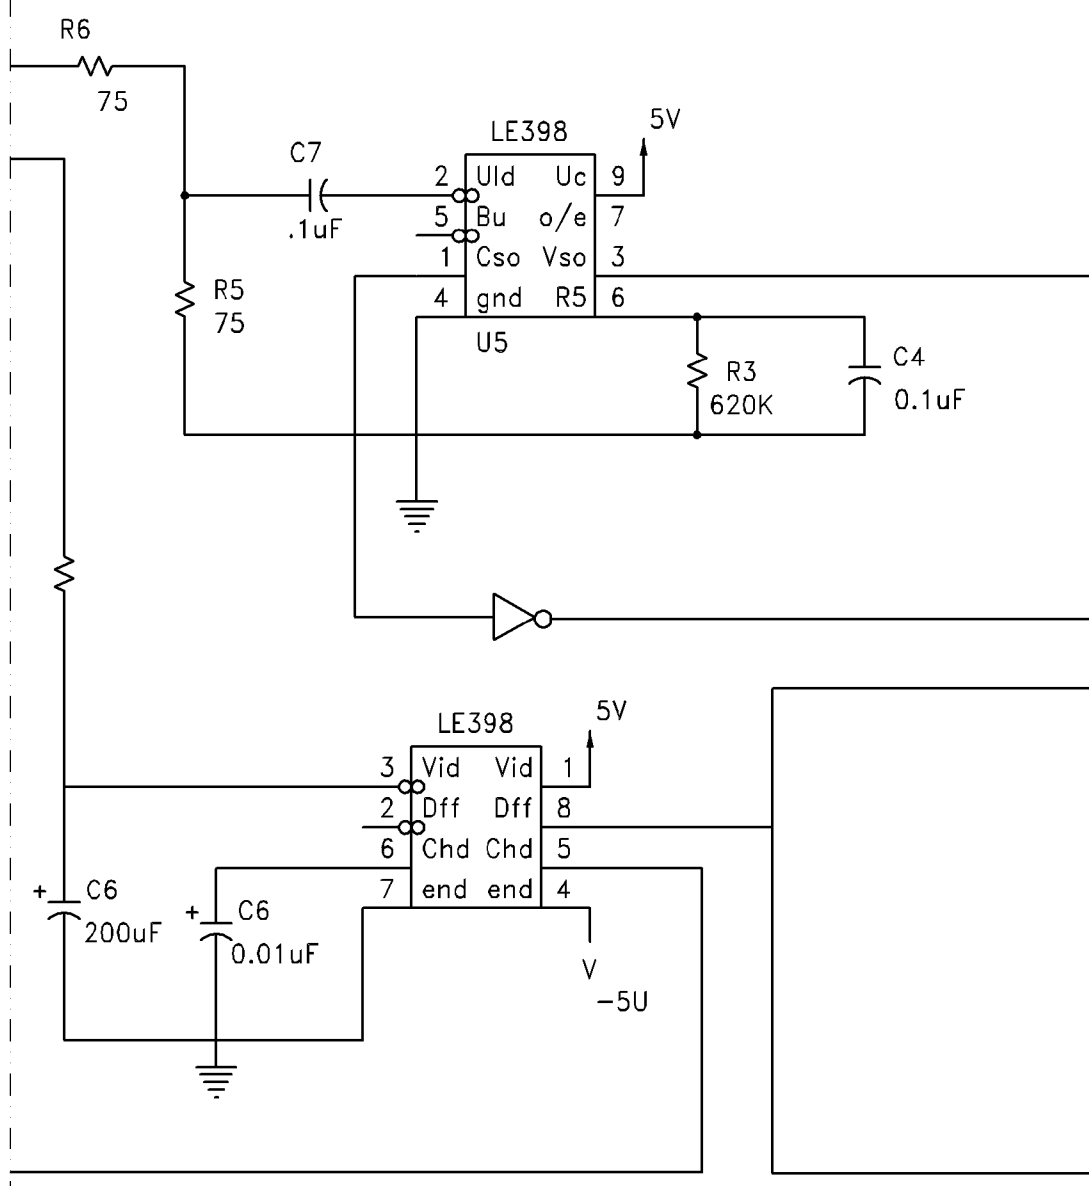 R6
75
C7
.1uF
LE398
5V
2 Uld Uc 9
5 Bu o/e 7
1 Cso Vso 3
4 gnd R5 6
U5
R5
75
R3
620K
C4
0.1uF
LE398
5V
3 Vid Vid 1
2 Dff Dff 8
6 Chd Chd 5
7 end end 4
+ C6
200uF
+ C6
0.01uF
V
-5U